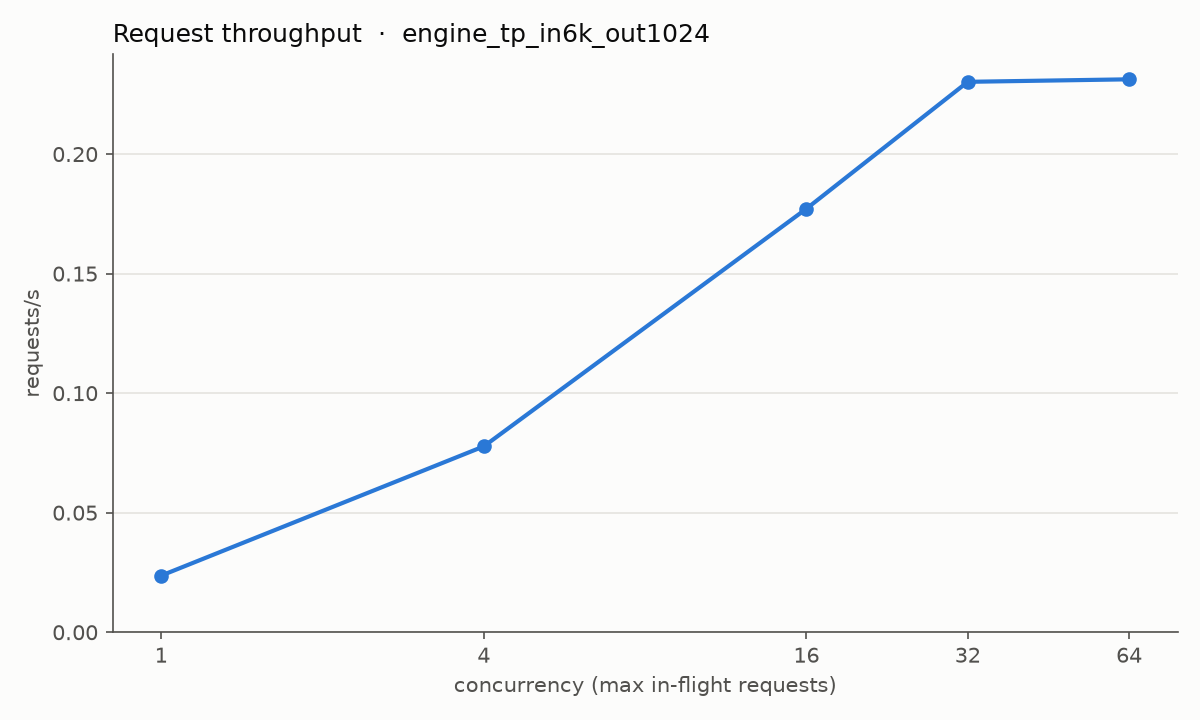 Request throughput · engine_tp_in6k_out1024
requests/s
0.20
0.15
0.10
0.05
0.00
1 4 16 32 64
concurrency (max in-flight requests)